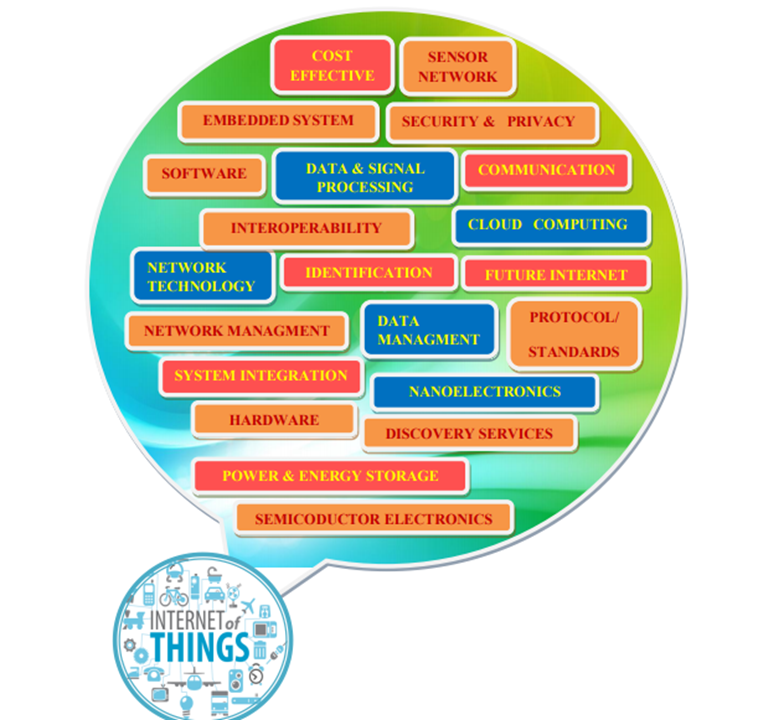 COST
EFFECTIVE
SENSOR
NETWORK
EMBEDDED SYSTEM
SECURITY & PRIVACY
SOFTWARE
DATA & SIGNAL
PROCESSING
COMMUNICATION
INTEROPERABILITY
CLOUD COMPUTING
NETWORK
TECHNOLOGY
IDENTIFICATION
FUTURE INTERNET
NETWORK MANAGMENT
DATA
MANAGMENT
PROTOCOL/
STANDARDS
SYSTEM INTEGRATION
NANOELECTRONICS
HARDWARE
DISCOVERY SERVICES
POWER & ENERGY STORAGE
SEMICODUCTOR ELECTRONICS
INTERNET of
THINGS